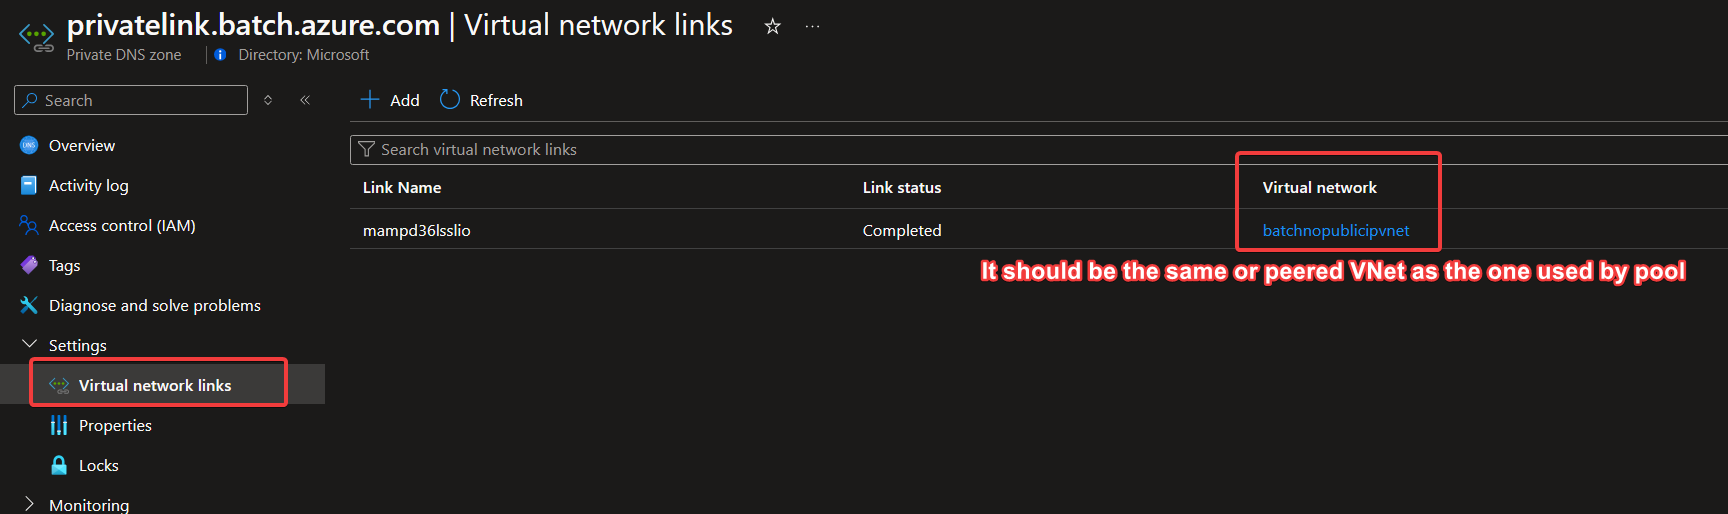 privatelink.batch.azure.com | Virtual network links
Private DNS zone
Directory: Microsoft
Search
Add
Refresh
Overview
Activity log
Access control (IAM)
Tags
Diagnose and solve problems
Settings
Virtual network links
Properties
Locks
Monitoring
Search virtual network links
Link Name Link status Virtual network
mampd36lsslio Completed batchnopublicipvnet
It should be the same or peered VNet as the one used by pool